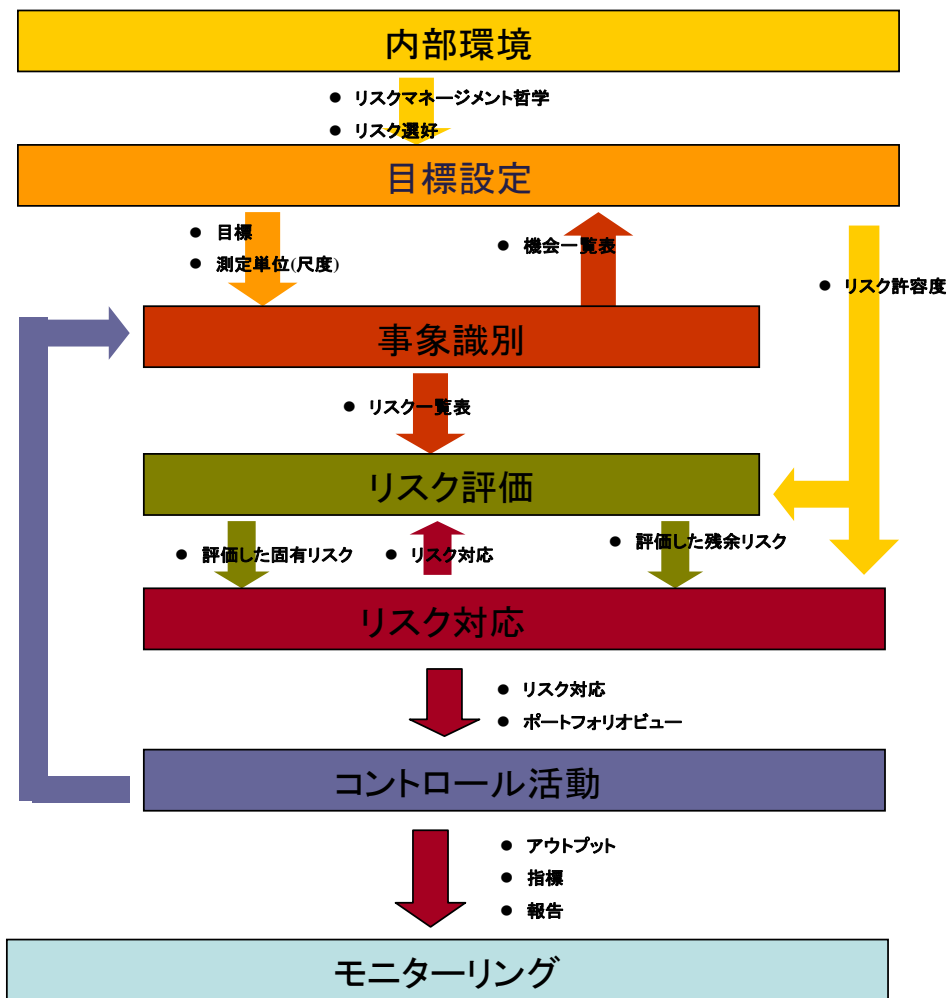 内部環境
● リスクマネージメント哲学
● リスク選好
目標設定
● 目標
● 測定単位(尺度)
● 機会一覧表
● リスク許容度
事象識別
● リスク一覧表
リスク評価
● 評価した固有リスク
● リスク対応
● 評価した残余リスク
リスク対応
● リスク対応
● ポートフォリオビュー
コントロール活動
● アウトプット
● 指標
● 報告
モニターリング